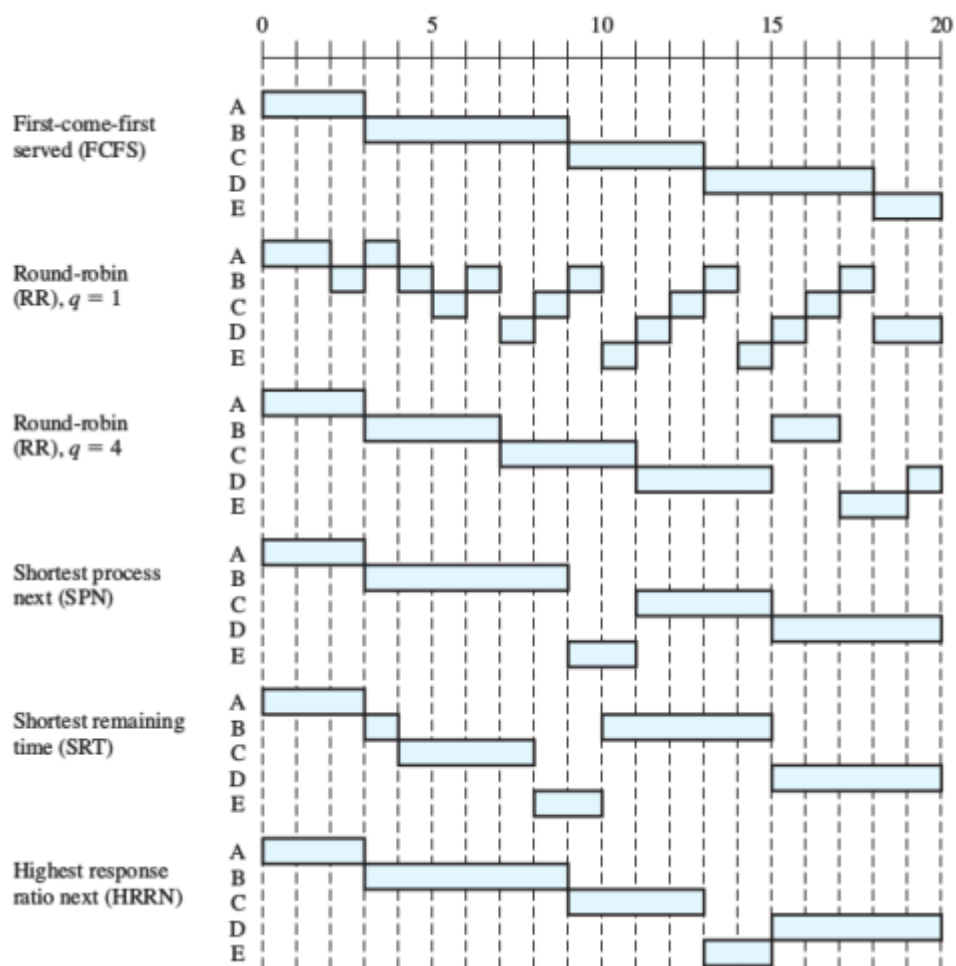 0 5 10 15 20
First-come-first
served (FCFS)
A
B
C
D
E
Round-robin
(RR), q = 1
A
B
C
D
E
Round-robin
(RR), q = 4
A
B
C
D
E
Shortest process
next (SPN)
A
B
C
D
E
Shortest remaining
time (SRT)
A
B
C
D
E
Highest response
ratio next (HRRN)
A
B
C
D
E